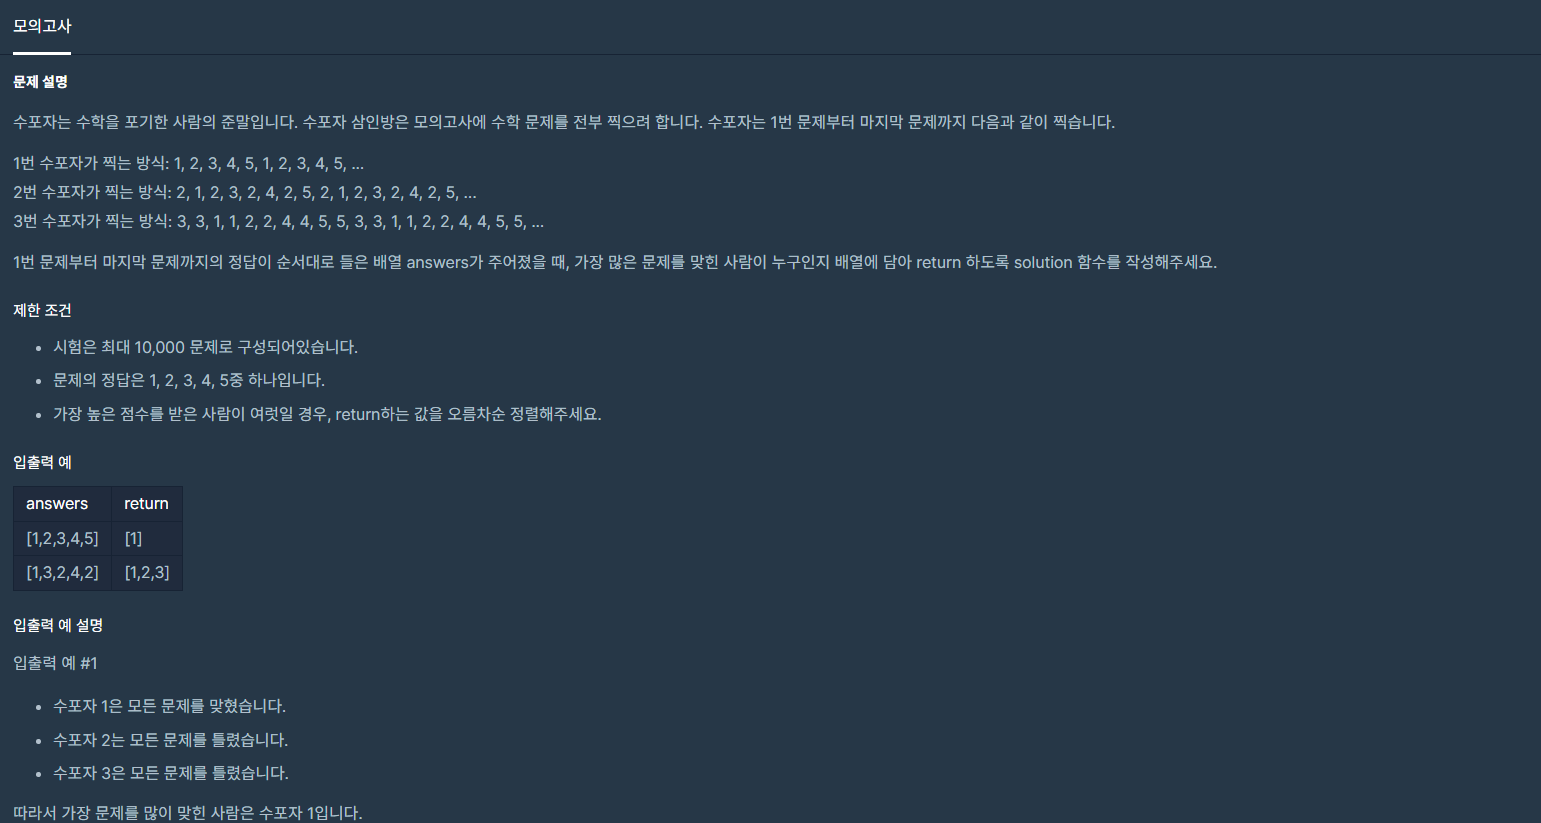 모의고사
문제 설명
수포자는 수학을 포기한 사람의 준말입니다. 수포자 삼인방은 모의고사에 수학 문제를 전부 찍으려 합니다. 수포자는 1번 문제부터 마지막 문제까지 다음과 같이 찍습니다.
1번 수포자가 찍는 방식: 1, 2, 3, 4, 5, 1, 2, 3, 4, 5, ...
2번 수포자가 찍는 방식: 2, 1, 2, 3, 2, 4, 2, 5, 2, 1, 2, 3, 2, 4, 2, 5, ...
3번 수포자가 찍는 방식: 3, 3, 1, 1, 2, 2, 4, 4, 5, 5, 3, 3, 1, 1, 2, 2, 4, 4, 5, 5, ...
1번 문제부터 마지막 문제까지의 정답이 순서대로 들은 배열 answers가 주어졌을 때, 가장 많은 문제를 맞힌 사람이 누구인지 배열에 담아 return 하도록 solution 함수를 작성해주세요.
제한 조건
• 시험은 최대 10,000 문제로 구성되어있습니다.
• 문제의 정답은 1, 2, 3, 4, 5중 하나입니다.
• 가장 높은 점수를 받은 사람이 여럿일 경우, return하는 값을 오름차순 정렬해주세요.
입출력 예
answers return
[1,2,3,4,5] [1]
[1,3,2,4,2] [1,2,3]
입출력 예 설명
입출력 예 #1
• 수포자 1은 모든 문제를 맞혔습니다.
• 수포자 2는 모든 문제를 틀렸습니다.
• 수포자 3은 모든 문제를 틀렸습니다.
따라서 가장 문제를 많이 맞힌 사람은 수포자 1입니다.